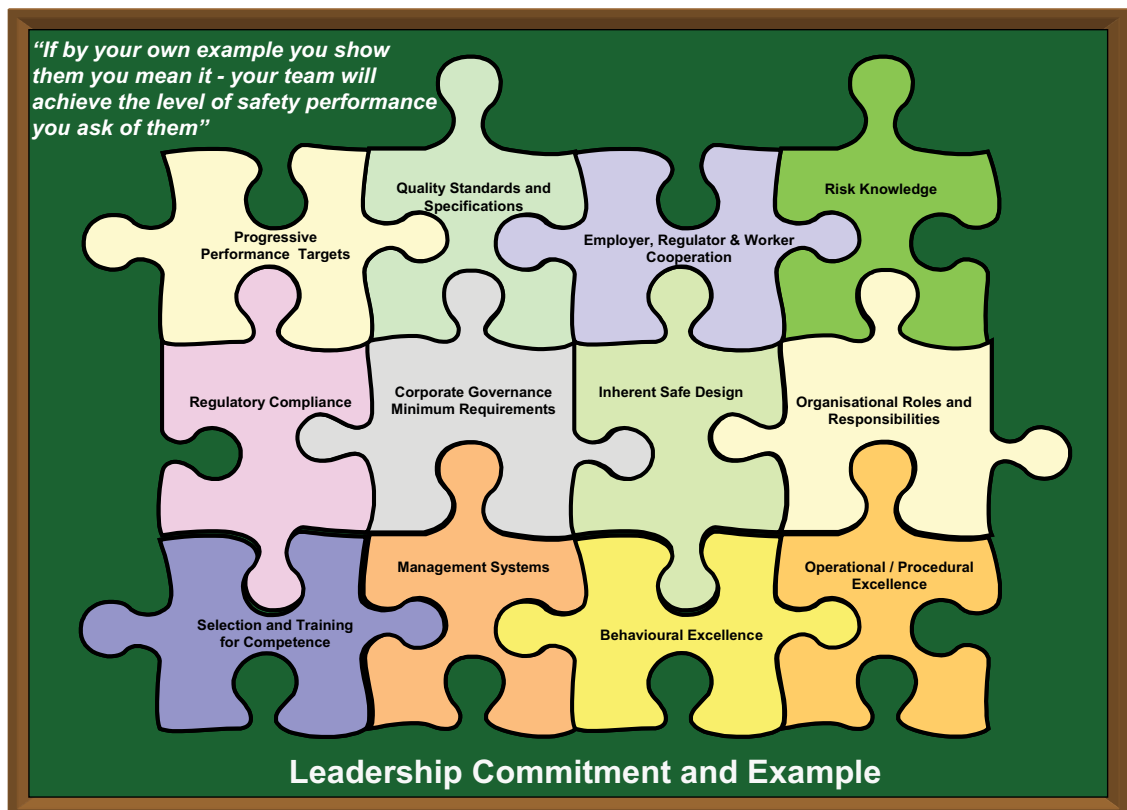 “If by your own example you show
them you mean it - your team will
achieve the level of safety performance
you ask of them”
Quality Standards and
Specifications
Risk Knowledge
Progressive
Performance Targets
Employer, Regulator & Worker
Cooperation
Regulatory Compliance
Corporate Governance
Minimum Requirements
Inherent Safe Design
Organisational Roles and
Responsibilities
Management Systems
Operational / Procedural
Excellence
Selection and Training
for Competence
Behavioural Excellence
Leadership Commitment and Example